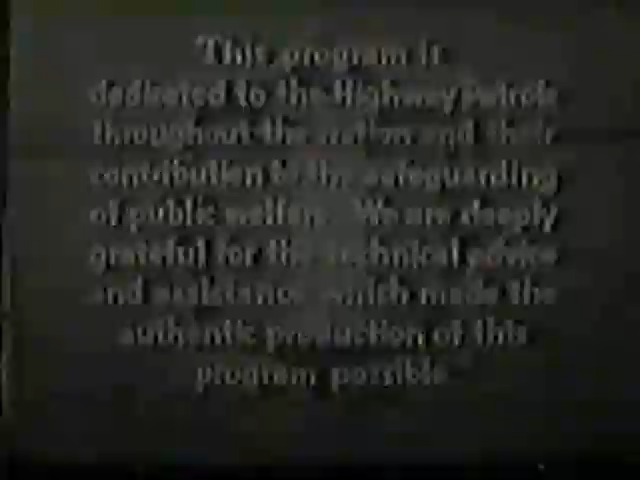 This program is
dedicated to the Highway Patrols
throughout the nation and their
contribution to the safeguarding
of public welfare. We are deeply
grateful for the technical advice
and assistance which made the
authentic production of this
program possible